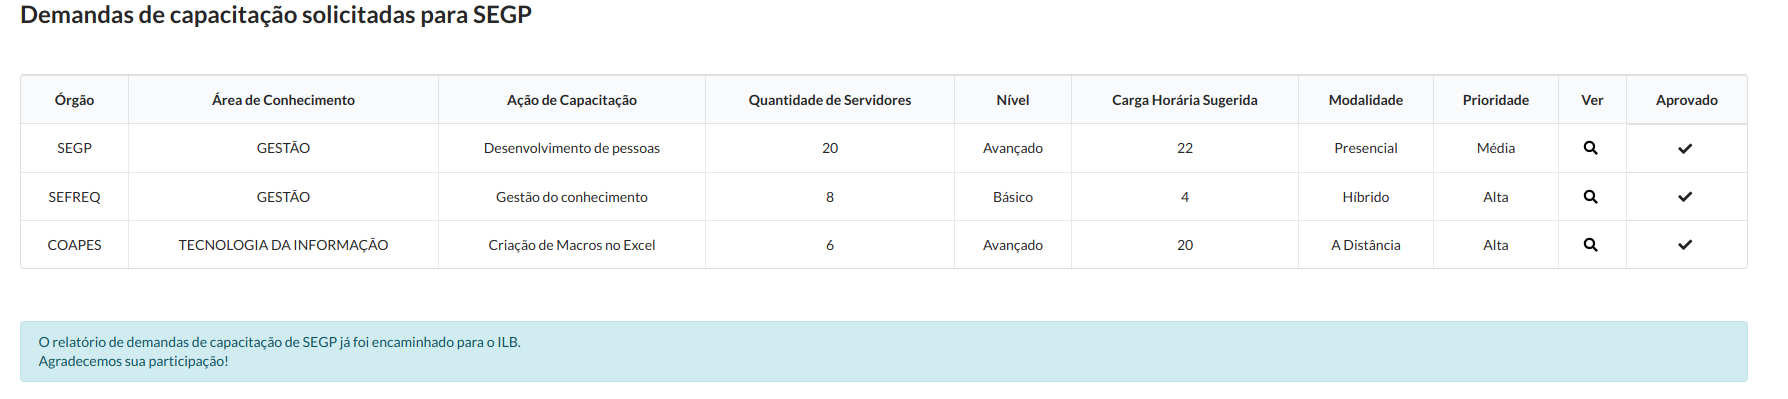 Demandas de capacitação solicitadas para SEGP
Órgão Área de Conhecimento Ação de Capacitação Quantidade de Servidores Nível Carga Horária Sugerida Modalidade Prioridade Ver Aprovado
SEGP GESTÃO Desenvolvimento de pessoas 20 Avançado 22 Presencial Média
SEFREQ GESTÃO Gestão do conhecimento 8 Básico 4 Híbrido Alta
COAPES TECNOLOGIA DA INFORMAÇÃO Criação de Macros no Excel 6 Avançado 20 A Distância Alta
O relatório de demandas de capacitação de SEGP já foi encaminhado para o ILB.
Agradecemos sua participação!